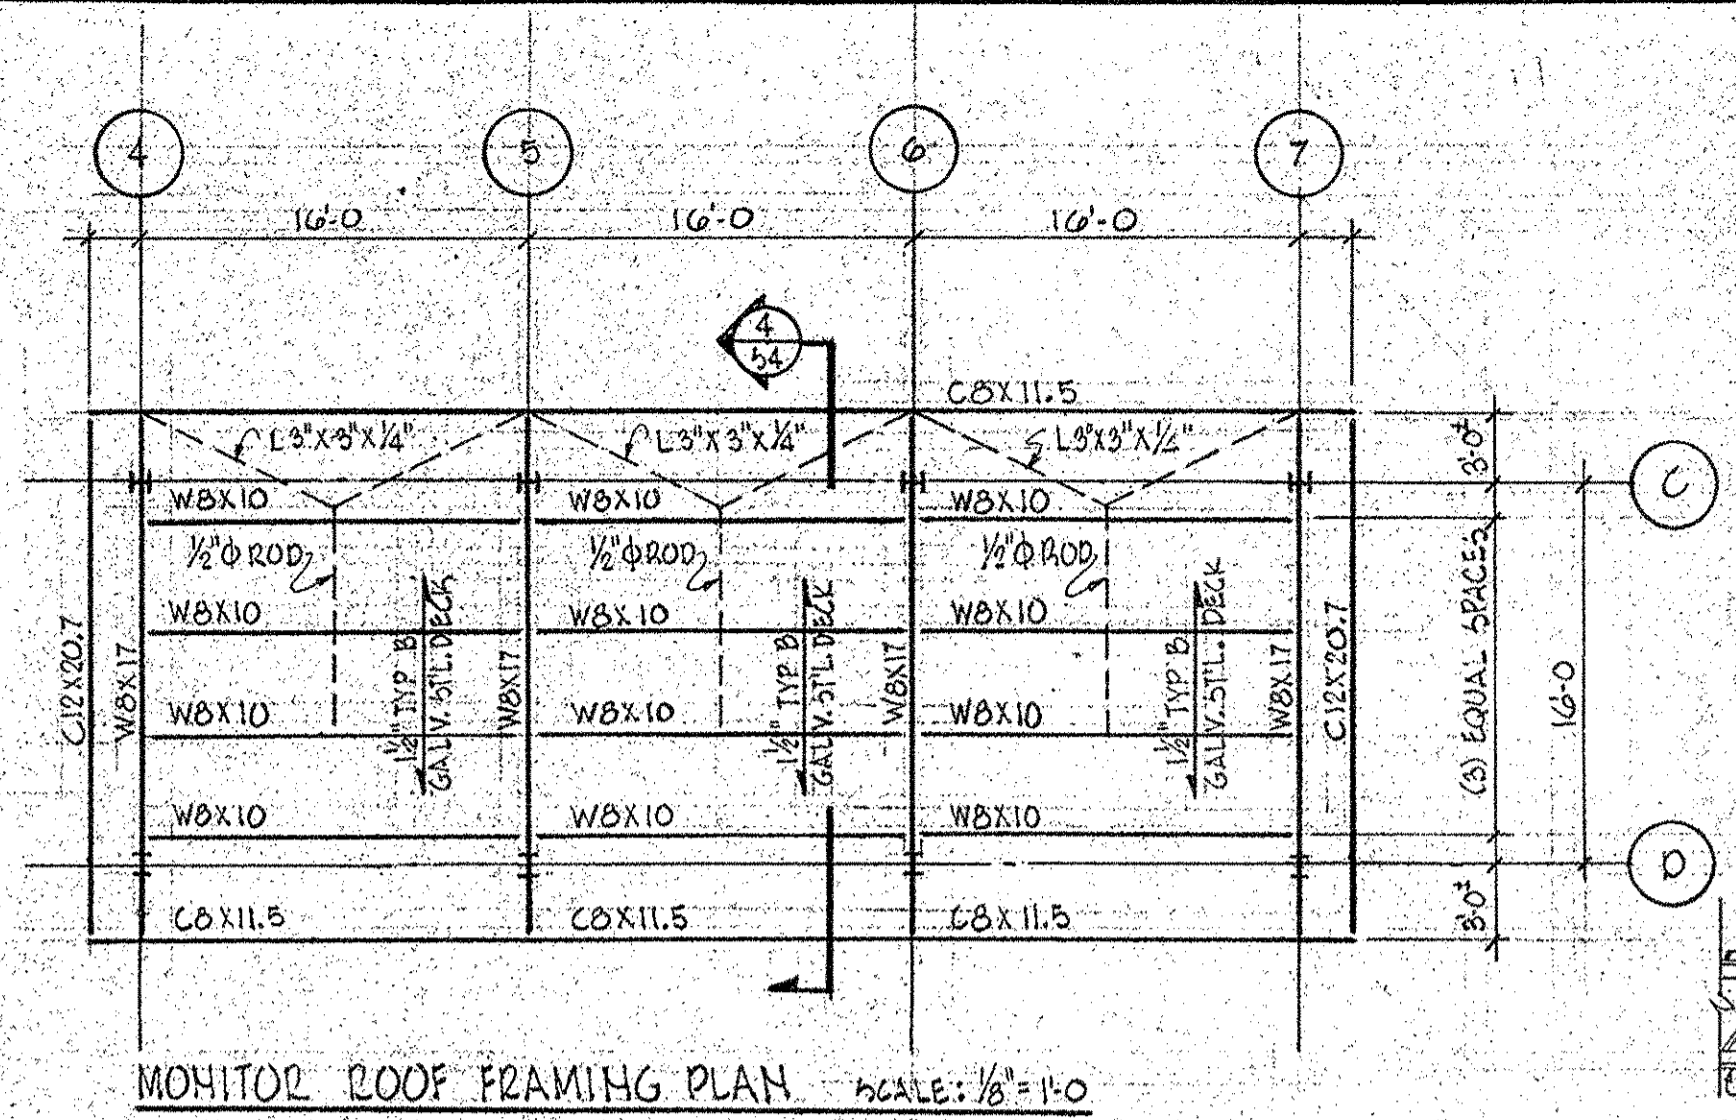 4 5 6 7
16'-0 16'-0 16'-0
4
54
C8X11.5
L3"X3"X1/4" L3"X3"X1/4" L3"X3"X1/4"
3'-0±
C
W8X10 W8X10 W8X10
1/2"Φ ROD 1/2"Φ ROD 1/2"Φ ROD
W8X10 W8X10 W8X10
C12X20.7
W8X17
1½" TYP B
GALV. STL. DECK
W8X17
1½" TYP B
GALV. STL. DECK
W8X17
1½" TYP B
GALV. STL. DECK
W8X17
C12X20.7
(3) EQUAL SPACES
16'-0
W8X10 W8X10 W8X10
W8X10 W8X10 W8X10
D
3'-0±
C8X11.5 C8X11.5 C8X11.5
MONITOR ROOF FRAMING PLAN SCALE: 1/8"=1'-0